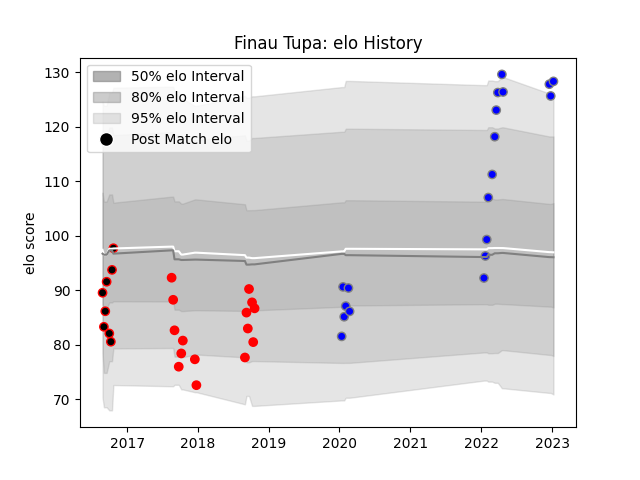 Finau Tupa: elo History
50% elo Interval
80% elo Interval
95% elo Interval
Post Match elo
elo score
130
120
110
100
90
80
70
2017
2018
2019
2020
2021
2022
2023